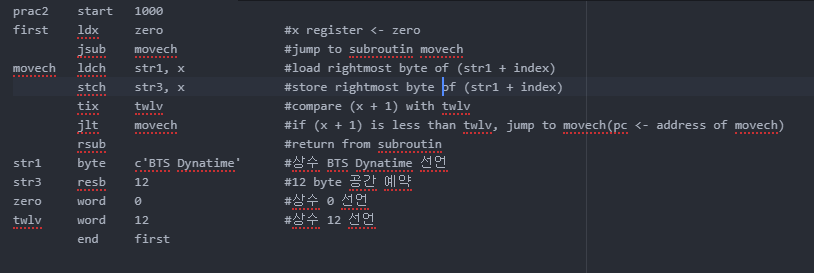 prac2 start 1000
first ldx zero #x register <- zero
jsub movech #jump to subroutin movech
movech ldch str1, x #load rightmost byte of (str1 + index)
stch str3, x #store rightmost byte of (str1 + index)
tix twlv #compare (x + 1) with twlv
jlt movech #if (x + 1) is less than twlv, jump to movech(pc <- address of movech)
rsub #return from subroutin
str1 byte c'BTS Dynatime' #상수 BTS Dynatime 선언
str3 resb 12 #12 byte 공간 예약
zero word 0 #상수 0 선언
twlv word 12 #상수 12 선언
end first